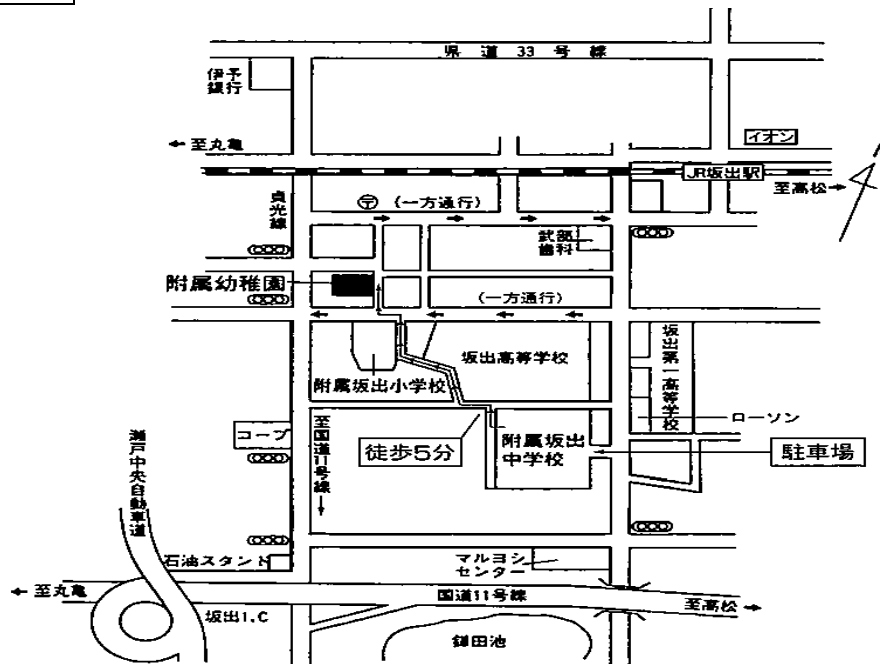 県道33号線
伊予
銀行
←至丸亀
イオン
JR坂出駅
至高松→
貞光線
〒 (一方通行)
武部
歯科
附属幼稚園
(一方通行)
坂出高等学校
坂出第一高等学校
附属坂出小学校
至国道11号線
ローソン
コープ
徒歩5分
附属坂出
中学校
駐車場
瀬戸中央自動車道
石油スタンド
マルヨシ
センター
←至丸亀
国道11号線
至高松→
坂出I.C
鎌田池